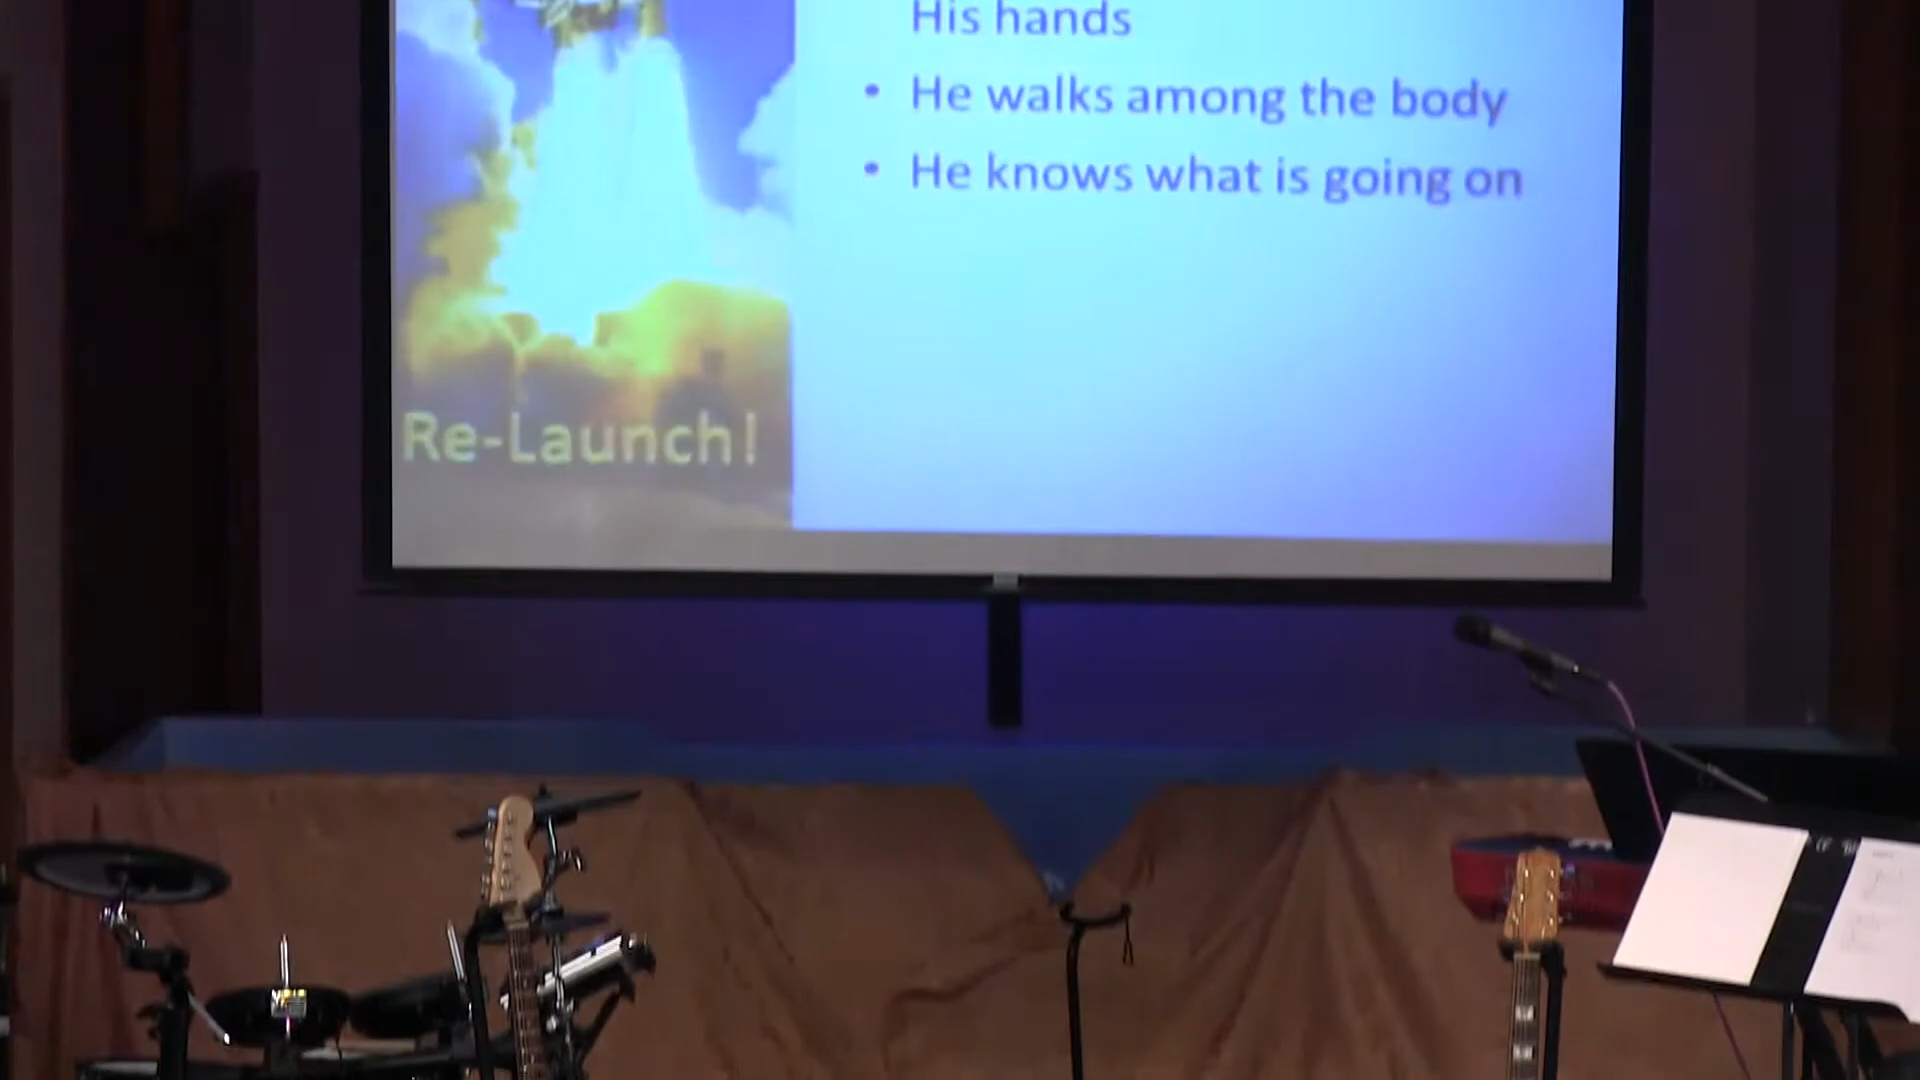 His hands
• He walks among the body
• He knows what is going on
Re-Launch!